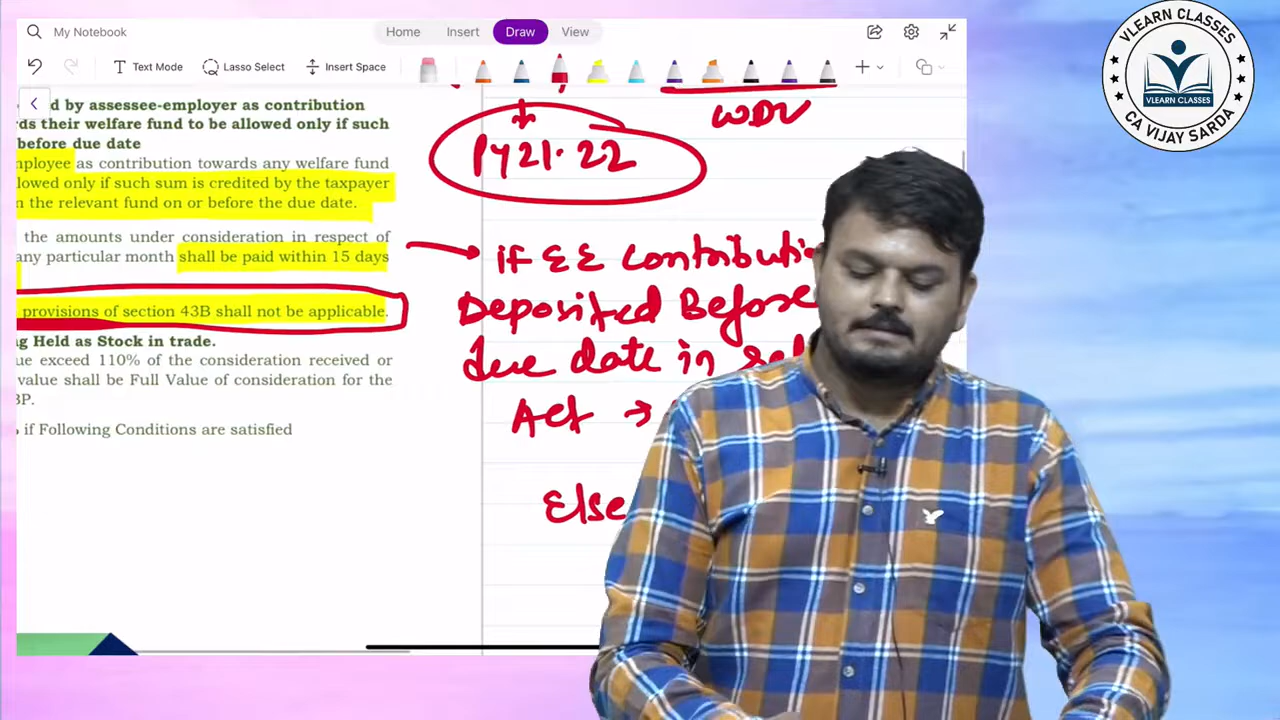 My Notebook
Home Insert Draw View
Text Mode Lasso Select Insert Space
VLEARN CLASSES
VLEARN CLASSES
CA VIJAY SARDA
d by assessee-employer as contribution
ds their welfare fund to be allowed only if such
before due date
mployee as contribution towards any welfare fund
lowed only if such sum is credited by the taxpayer
n the relevant fund on or before the due date.
the amounts under consideration in respect of
any particular month shall be paid within 15 days
provisions of section 43B shall not be applicable.
ng Held as Stock in trade.
ue exceed 110% of the consideration received or
value shall be Full Value of consideration for the
BP.
if Following Conditions are satisfied
WDV
PY21.22
if EE Contributi
Deposited Before
due date in
Act →
Else